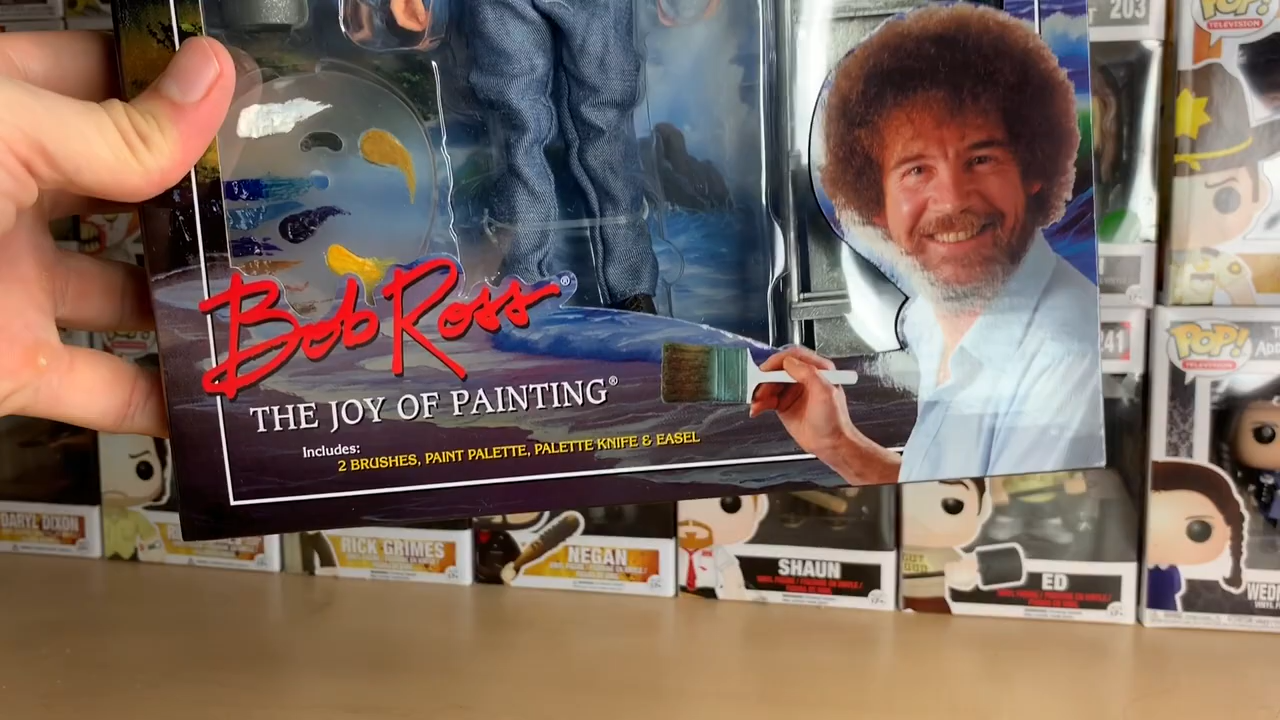 203
POP!
TELEVISION
Bob Ross®
THE JOY OF PAINTING®
Includes:
2 BRUSHES, PAINT PALETTE, PALETTE KNIFE & EASEL
241
POP!
TELEVISION
DARYL DIXON
RICK GRIMES
NEGAN
SHAUN
ED